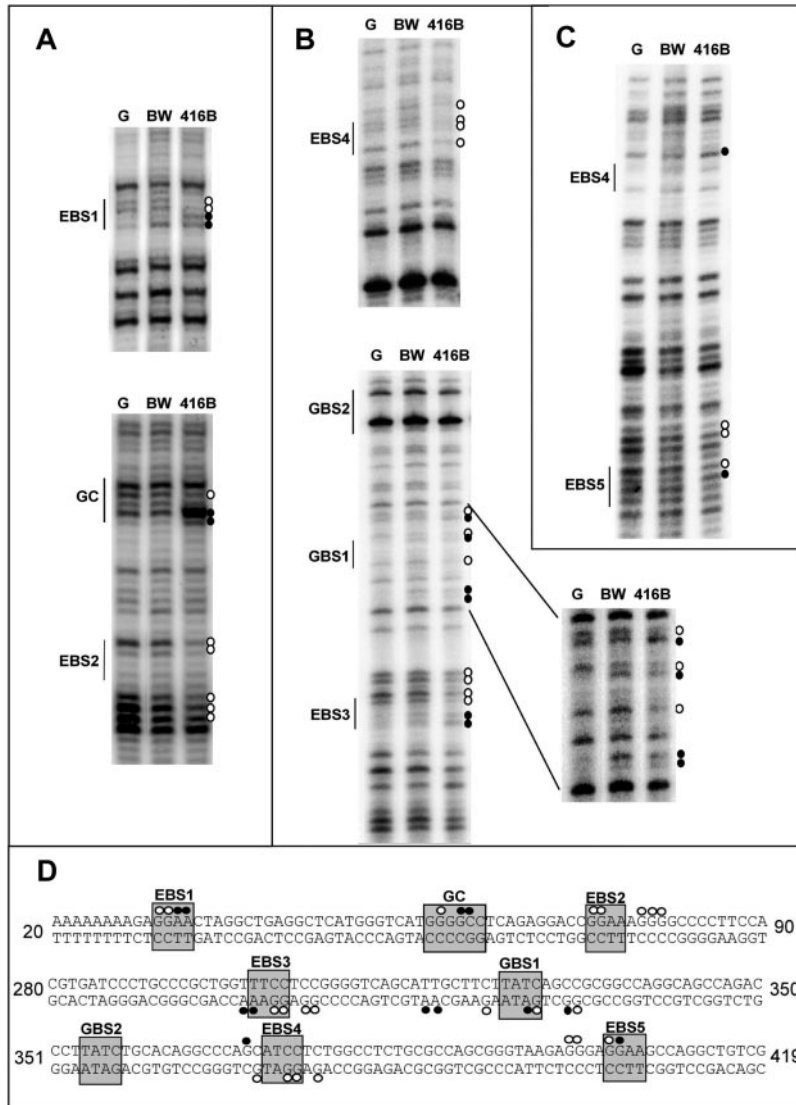 A
G BW 416B
EBS1
G BW 416B
GC
EBS2
B
G BW 416B
EBS4
G BW 416B
GBS2
GBS1
EBS3
G BW 416B
C
G BW 416B
EBS4
EBS5
D
EBS1 GC EBS2
AAAAAAAAGAGGAACTAGGCTGAGGCTCATGGGTCATGGGGCCTCAGAGGACCGGAAAGGGGCCCCTTCCA
20 90
TTTTTTTTCTCCTTGATCCGACTCCGAGTACCCAGTACCCCGGAGTCTCCTGGCCTTTCCCCGGGGAAGGT
EBS3 GBS1
CGTGATCCCTGCCCGCTGGTTTCCTCCGGGGTCAGCATTGCTTCTTATCAGCCGCGGCCAGGCAGCCAGAC
280 350
GCACTAGGGACGGGCGACCAAAGGAGGCCCCAGTCGTAACGAAGAATAGTCGGCGCCGGTCCGTCGGTCTG
GBS2 EBS4 EBS5
CCTTATCTGCACAGGCCCAGCATCCTCTGGCCTCTGCGCCAGCGGGTAAGAGGGAGGAAGCCAGGCTGTCG
351 419
GGAATAGACGTGTCCGGGTCGTAGGAGACCGGAGACGCGGTCGCCCATTCTCCCTCCTTCGGTCCGACAGC